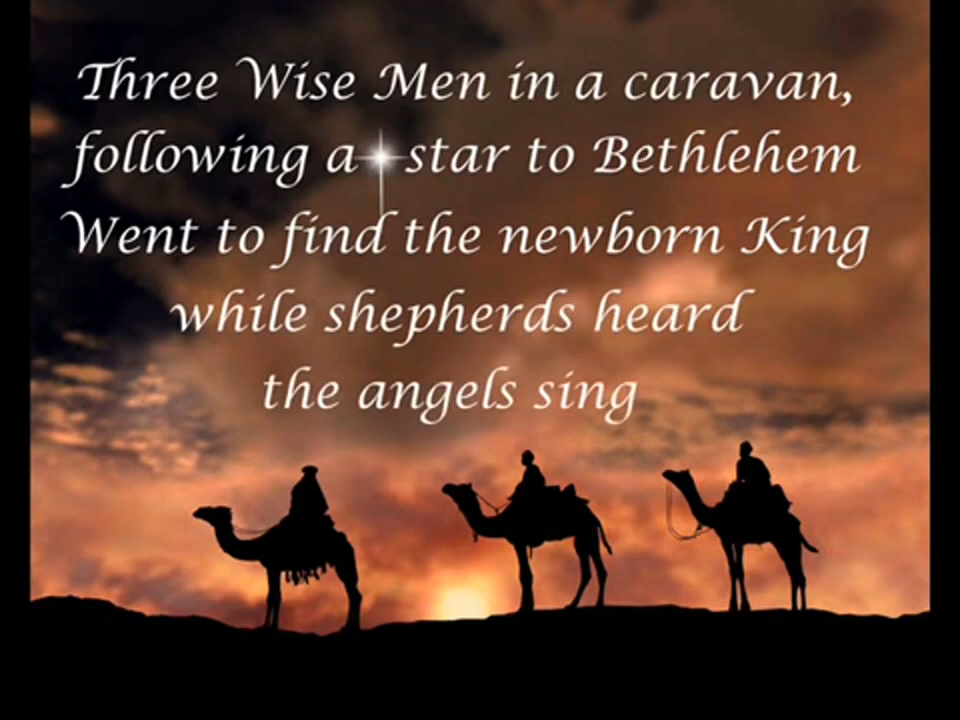 Three Wise Men in a caravan,
following a star to Bethlehem
Went to find the newborn King
while shepherds heard
the angels sing